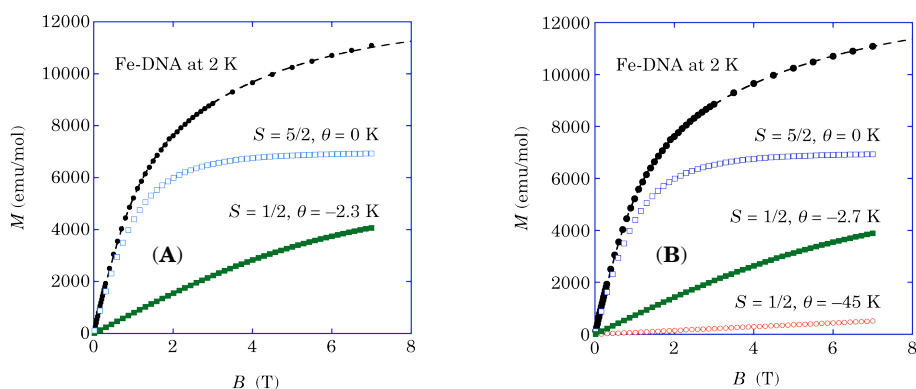 12000
10000
8000
6000
4000
2000
0
M (emu/mol)
Fe-DNA at 2 K
S = 5/2, θ = 0 K
S = 1/2, θ = −2.3 K
(A)
0 2 4 6 8
B (T)
12000
10000
8000
6000
4000
2000
0
M (emu/mol)
Fe-DNA at 2 K
S = 5/2, θ = 0 K
S = 1/2, θ = −2.7 K
(B)
S = 1/2, θ = −45 K
0 2 4 6 8
B (T)